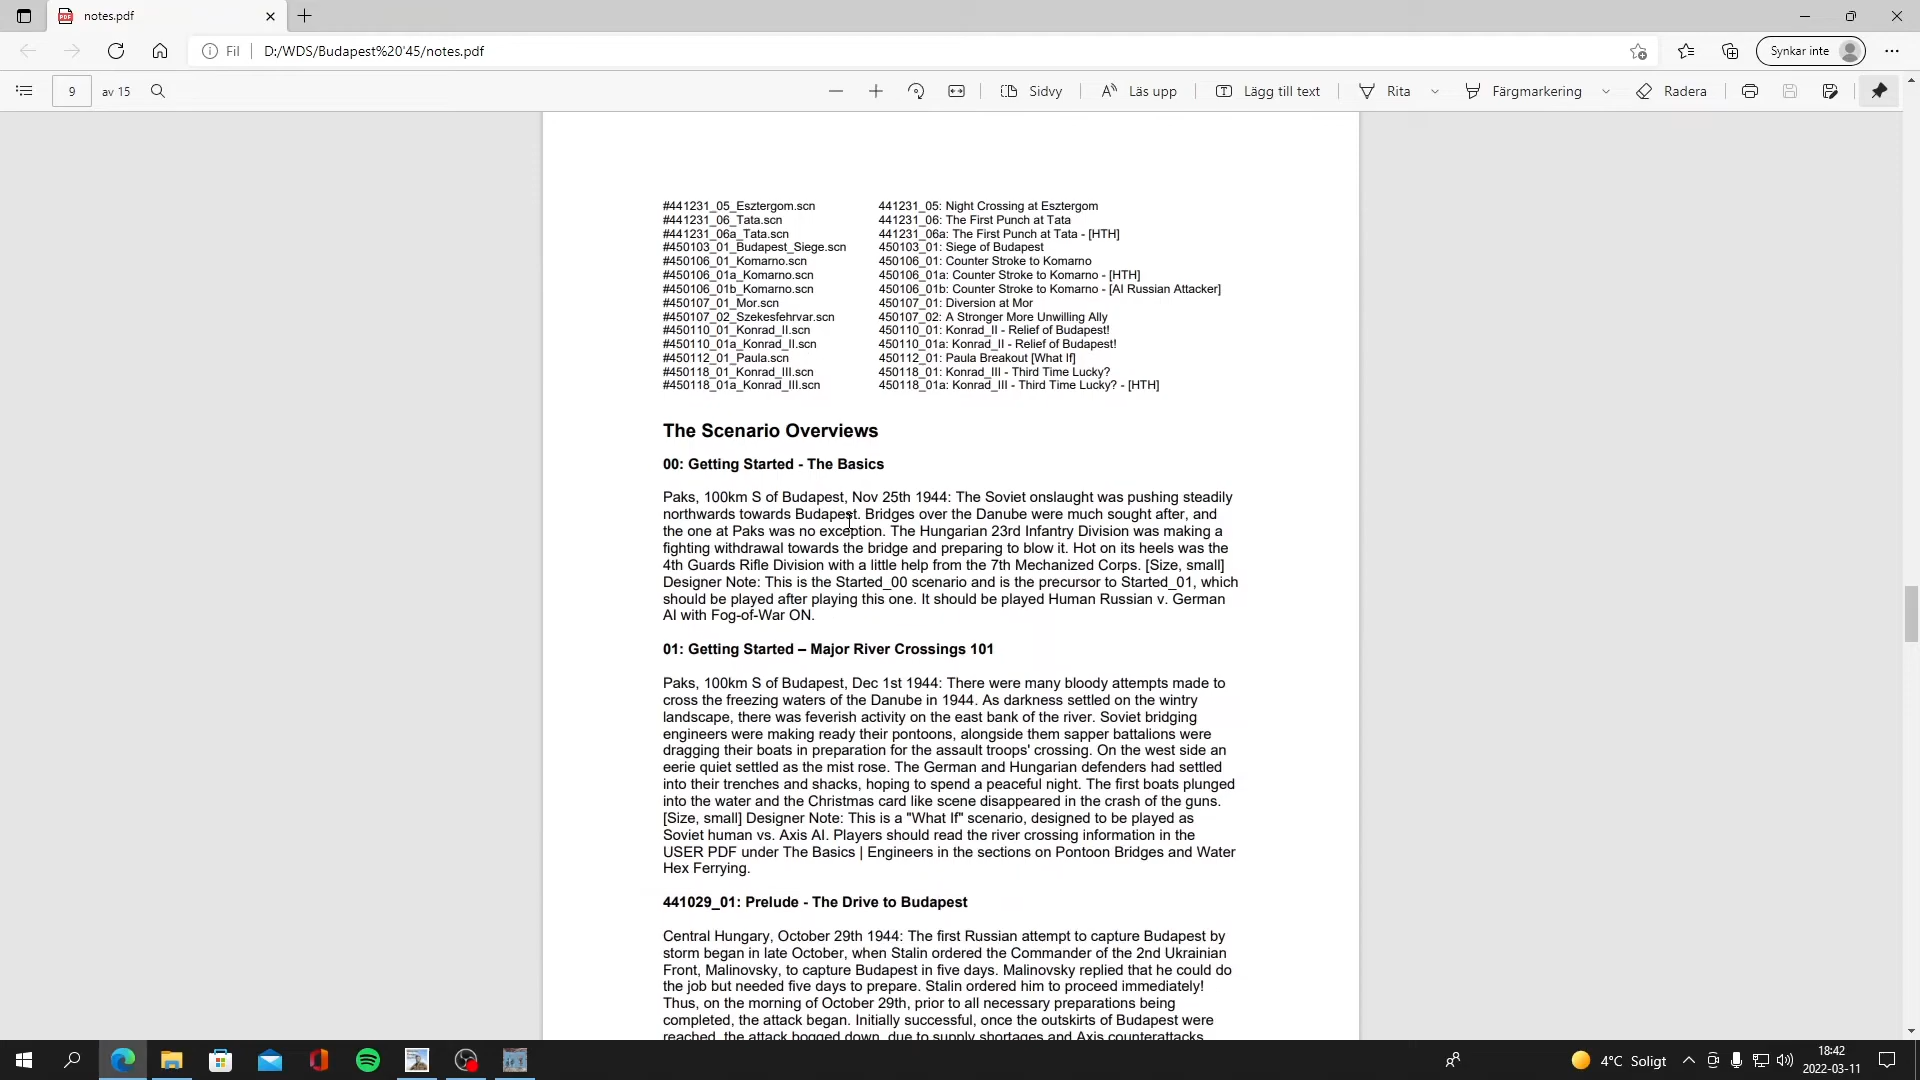 notes.pdf
Fil
D:/WDS/Budapest%20'45/notes.pdf
Synkar inte
9 av 15
Sidvy
Läs upp
Lägg till text
Rita
Färgmarkering
Radera
#441231_05_Esztergom.scn 441231_05: Night Crossing at Esztergom
#441231_06_Tata.scn 441231_06: The First Punch at Tata
#441231_06a_Tata.scn 441231_06a: The First Punch at Tata - [HTH]
#450103_01_Budapest_Siege.scn 450103_01: Siege of Budapest
#450106_01_Komarno.scn 450106_01: Counter Stroke to Komarno
#450106_01a_Komarno.scn 450106_01a: Counter Stroke to Komarno - [HTH]
#450106_01b_Komarno.scn 450106_01b: Counter Stroke to Komarno - [AI Russian Attacker]
#450107_01_Mor.scn 450107_01: Diversion at Mor
#450107_02_Szekesfehrvar.scn 450107_02: A Stronger More Unwilling Ally
#450110_01_Konrad_II.scn 450110_01: Konrad_II - Relief of Budapest!
#450110_01a_Konrad_II.scn 450110_01a: Konrad_II - Relief of Budapest!
#450112_01_Paula.scn 450112_01: Paula Breakout [What If]
#450118_01_Konrad_III.scn 450118_01: Konrad_III - Third Time Lucky?
#450118_01a_Konrad_III.scn 450118_01a: Konrad_III - Third Time Lucky? - [HTH]
The Scenario Overviews
00: Getting Started - The Basics
Paks, 100km S of Budapest, Nov 25th 1944: The Soviet onslaught was pushing steadily
northwards towards Budapest. Bridges over the Danube were much sought after, and
the one at Paks was no exception. The Hungarian 23rd Infantry Division was making a
fighting withdrawal towards the bridge and preparing to blow it. Hot on its heels was the
4th Guards Rifle Division with a little help from the 7th Mechanized Corps. [Size, small]
Designer Note: This is the Started_00 scenario and is the precursor to Started_01, which
should be played after playing this one. It should be played Human Russian v. German
AI with Fog-of-War ON.
01: Getting Started – Major River Crossings 101
Paks, 100km S of Budapest, Dec 1st 1944: There were many bloody attempts made to
cross the freezing waters of the Danube in 1944. As darkness settled on the wintry
landscape, there was feverish activity on the east bank of the river. Soviet bridging
engineers were making ready their pontoons, alongside them sapper battalions were
dragging their boats in preparation for the assault troops' crossing. On the west side an
eerie quiet settled as the mist rose. The German and Hungarian defenders had settled
into their trenches and shacks, hoping to spend a peaceful night. The first boats plunged
into the water and the Christmas card like scene disappeared in the crash of the guns.
[Size, small] Designer Note: This is a "What If" scenario, designed to be played as
Soviet human vs. Axis AI. Players should read the river crossing information in the
USER PDF under The Basics | Engineers in the sections on Pontoon Bridges and Water
Hex Ferrying.
441029_01: Prelude - The Drive to Budapest
Central Hungary, October 29th 1944: The first Russian attempt to capture Budapest by
storm began in late October, when Stalin ordered the Commander of the 2nd Ukrainian
Front, Malinovsky, to capture Budapest in five days. Malinovsky replied that he could do
the job but needed five days to prepare. Stalin ordered him to proceed immediately!
Thus, on the morning of October 29th, prior to all necessary preparations being
completed, the attack began. Initially successful, once the outskirts of Budapest were
reached, the attack bogged down, due to supply shortages and Axis counterattacks.
4°C Soligt
18:42
2022-03-11